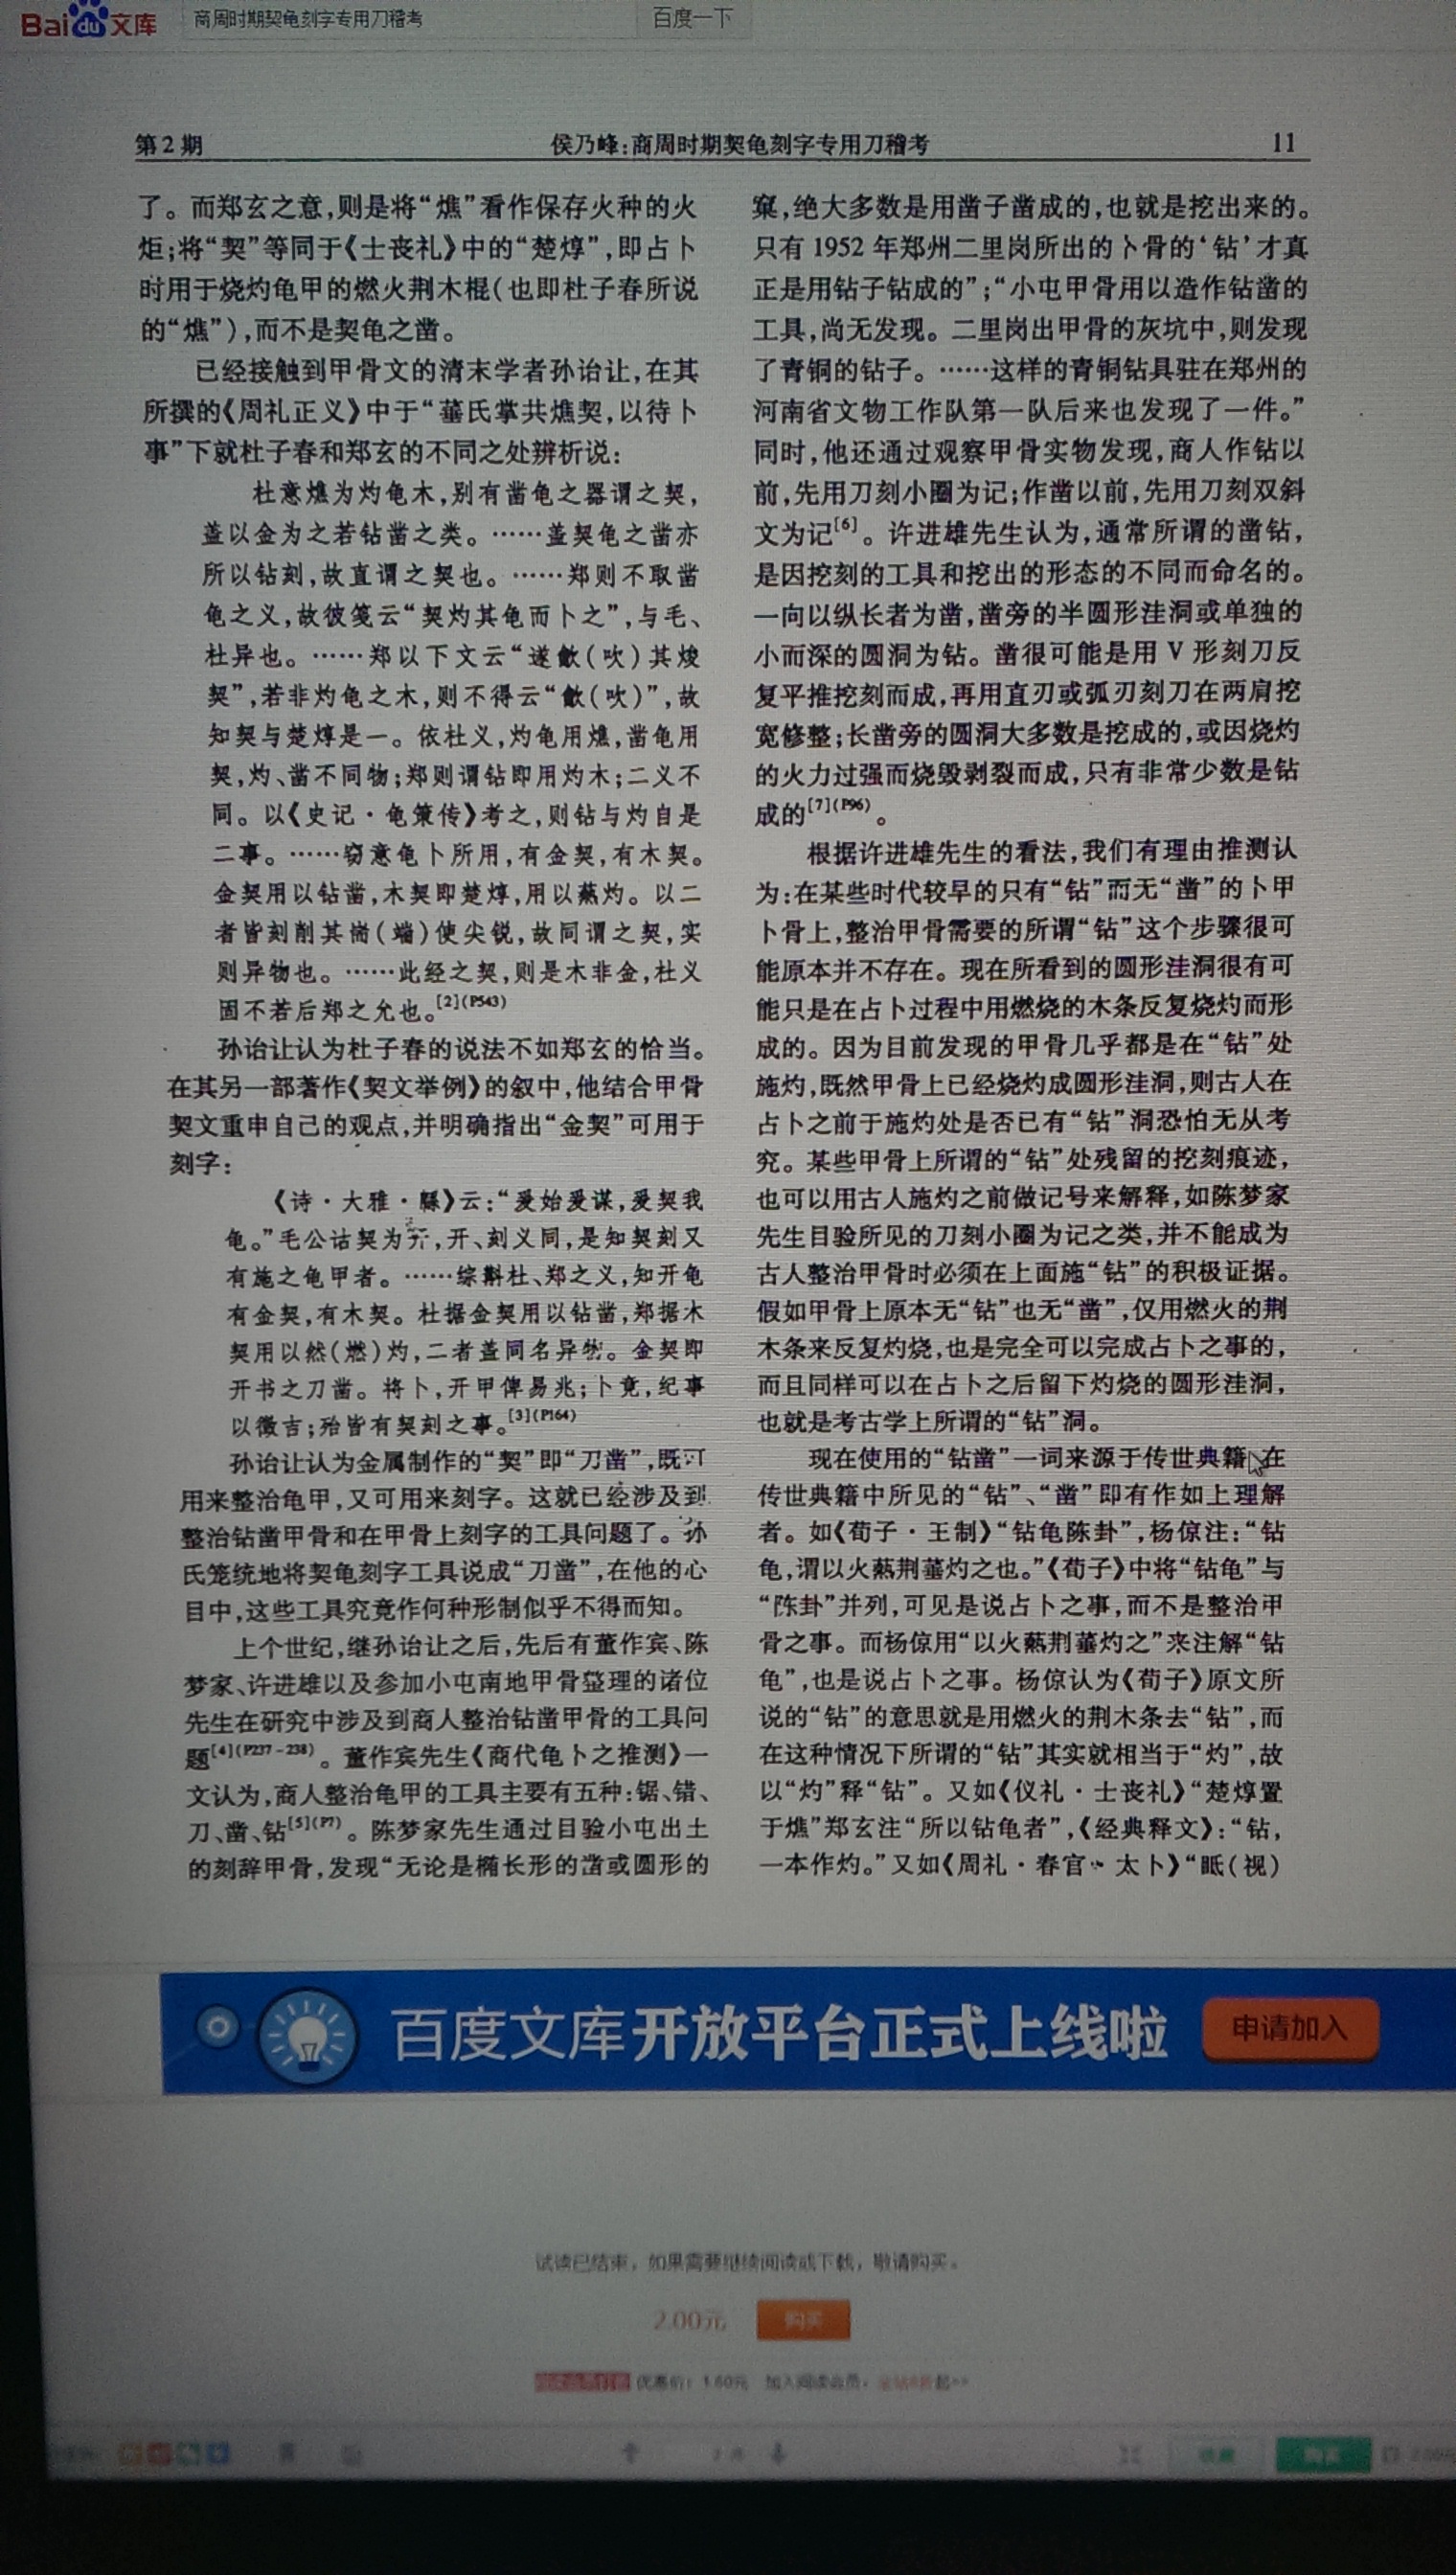 Bai du 文库
商周时期契龟刻字专用刀稽考
百度一下
第2期
侯乃峰:商周时期契龟刻字专用刀稽考
11
了。而郑玄之意,则是将“燋”看作保存火种的火
炬;将“契”等同于《士丧礼》中的“楚焞”,即占卜
时用于烧灼龟甲的燃火荆木棍(也即杜子春所说
的“燋”),而不是契龟之凿。
已经接触到甲骨文的清末学者孙诒让,在其
所撰的《周礼正义》中于“菙氏掌共燋契,以待卜
事”下就杜子春和郑玄的不同之处辨析说:
杜意燋为灼龟木,别有凿龟之器谓之契,
盖以金为之若钻凿之类。……盖契龟之凿亦
所以钻刻,故直谓之契也。……郑则不取凿
龟之义,故彼笺云“契灼其龟而卜之”,与毛、
杜异也。……郑以下文云“遂龡(吹)其焌
契”,若非灼龟之木,则不得云“龡(吹)”,故
知契与楚焞是一。依杜义,灼龟用燋,凿龟用
契,灼、凿不同物;郑则谓钻即用灼木;二义不
同。以《史记·龟策传》考之,则钻与灼自是
二事。……窃意龟卜所用,有金契,有木契。
金契用以钻凿,木契即楚焞,用以爇灼。以二
者皆刻削其耑(端)使尖锐,故同谓之契,实
则异物也。……此经之契,则是木非金,杜义
固不若后郑之允也。[2](P543)
孙诒让认为杜子春的说法不如郑玄的恰当。
在其另一部著作《契文举例》的叙中,他结合甲骨
契文重申自己的观点,并明确指出“金契”可用于
刻字:
《诗·大雅·緜》云:“爰始爰谋,爰契我
龟。”毛公诂契为开,开、刻义同,是知契刻又
有施之龟甲者。……综斠杜、郑之义,知开龟
有金契,有木契。杜据金契用以钻凿,郑据木
契用以然(燃)灼,二者盖同名异物。金契即
开书之刀凿。将卜,开甲俾易兆;卜竟,纪事
以徵吉;殆皆有契刻之事。[3](P164)
孙诒让认为金属制作的“契”即“刀凿”,既可
用来整治龟甲,又可用来刻字。这就已经涉及到
整治钻凿甲骨和在甲骨上刻字的工具问题了。孙
氏笼统地将契龟刻字工具说成“刀凿”,在他的心
目中,这些工具究竟作何种形制似乎不得而知。
上个世纪,继孙诒让之后,先后有董作宾、陈
梦家、许进雄以及参加小屯南地甲骨整理的诸位
先生在研究中涉及到商人整治钻凿甲骨的工具问
题[4](P237-238)。董作宾先生《商代龟卜之推测》一
文认为,商人整治龟甲的工具主要有五种:锯、错、
刀、凿、钻[5](P7)。陈梦家先生通过目验小屯出土
的刻辞甲骨,发现“无论是椭长形的凿或圆形的
窠,绝大多数是用凿子凿成的,也就是挖出来的。
只有 1952 年郑州二里岗所出的卜骨的‘钻’才真
正是用钻子钻成的”;“小屯甲骨用以造作钻凿的
工具,尚无发现。二里岗出甲骨的灰坑中,则发现
了青铜的钻子。……这样的青铜钻具驻在郑州的
河南省文物工作队第一队后来也发现了一件。”
同时,他还通过观察甲骨实物发现,商人作钻以
前,先用刀刻小圈为记;作凿以前,先用刀刻双斜
文为记[6]。许进雄先生认为,通常所谓的凿钻,
是因挖刻的工具和挖出的形态的不同而命名的。
一向以纵长者为凿,凿旁的半圆形洼洞或单独的
小而深的圆洞为钻。凿很可能是用 V 形刻刀反
复平推挖刻而成,再用直刃或弧刃刻刀在两肩挖
宽修整;长凿旁的圆洞大多数是挖成的,或因烧灼
的火力过强而烧毁剥裂而成,只有非常少数是钻
成的[7](P96)。
根据许进雄先生的看法,我们有理由推测认
为:在某些时代较早的只有“钻”而无“凿”的卜甲
卜骨上,整治甲骨需要的所谓“钻”这个步骤很可
能原本并不存在。现在所看到的圆形洼洞很有可
能只是在占卜过程中用燃烧的木条反复烧灼而形
成的。因为目前发现的甲骨几乎都是在“钻”处
施灼,既然甲骨上已经烧灼成圆形洼洞,则古人在
占卜之前于施灼处是否已有“钻”洞恐怕无从考
究。某些甲骨上所谓的“钻”处残留的挖刻痕迹,
也可以用古人施灼之前做记号来解释,如陈梦家
先生目验所见的刀刻小圈为记之类,并不能成为
古人整治甲骨时必须在上面施“钻”的积极证据。
假如甲骨上原本无“钻”也无“凿”,仅用燃火的荆
木条来反复灼烧,也是完全可以完成占卜之事的,
而且同样可以在占卜之后留下灼烧的圆形洼洞,
也就是考古学上所谓的“钻”洞。
现在使用的“钻凿”一词来源于传世典籍,在
传世典籍中所见的“钻”、“凿”即有作如上理解
者。如《荀子·王制》“钻龟陈卦”,杨倞注:“钻
龟,谓以火爇荆菙灼之也。”《荀子》中将“钻龟”与
“陈卦”并列,可见是说占卜之事,而不是整治甲
骨之事。而杨倞用“以火爇荆菙灼之”来注解“钻
龟”,也是说占卜之事。杨倞认为《荀子》原文所
说的“钻”的意思就是用燃火的荆木条去“钻”,而
在这种情况下所谓的“钻”其实就相当于“灼”,故
以“灼”释“钻”。又如《仪礼·士丧礼》“楚焞置
于燋”郑玄注“所以钻龟者”,《经典释文》:“钻,
一本作灼。”又如《周礼·春官·太卜》“眡(视)
百度文库开放平台正式上线啦
申请加入
试读已结束,如果需要继续阅读或下载,敬请购买。
2.00元
购买
优惠价:1.60元 加入阅读会员,